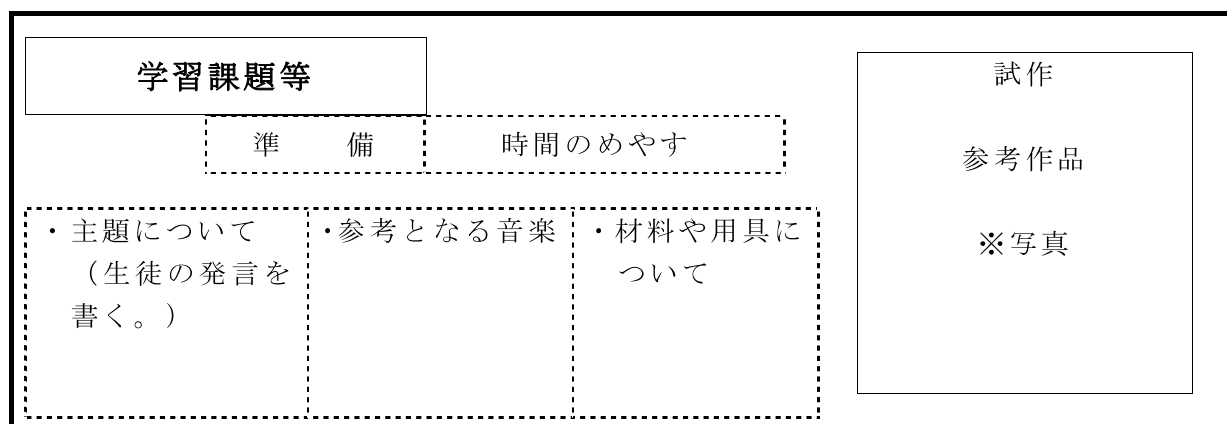 学習課題等
準　備
時間のめやす
・主題について
（生徒の発言を
書く。）
・参考となる音楽
・材料や用具に
ついて
試作
参考作品
※写真